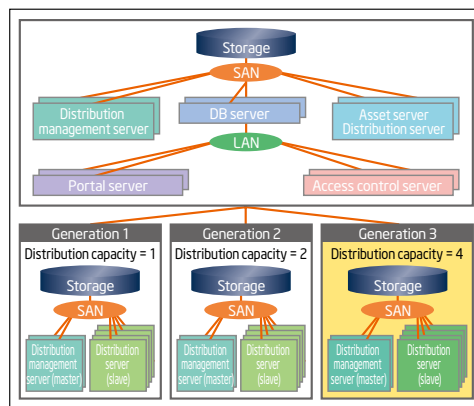 Storage
SAN
Distribution
management server
DB server
Asset server
Distribution server
LAN
Portal server
Access control server
Generation 1
Distribution capacity = 1
Storage
SAN
Distribution
management
server (master)
Distribution
server
(slave)
Generation 2
Distribution capacity = 2
Storage
SAN
Distribution
management
server (master)
Distribution
server
(slave)
Generation 3
Distribution capacity = 4
Storage
SAN
Distribution
management
server (master)
Distribution
server
(slave)